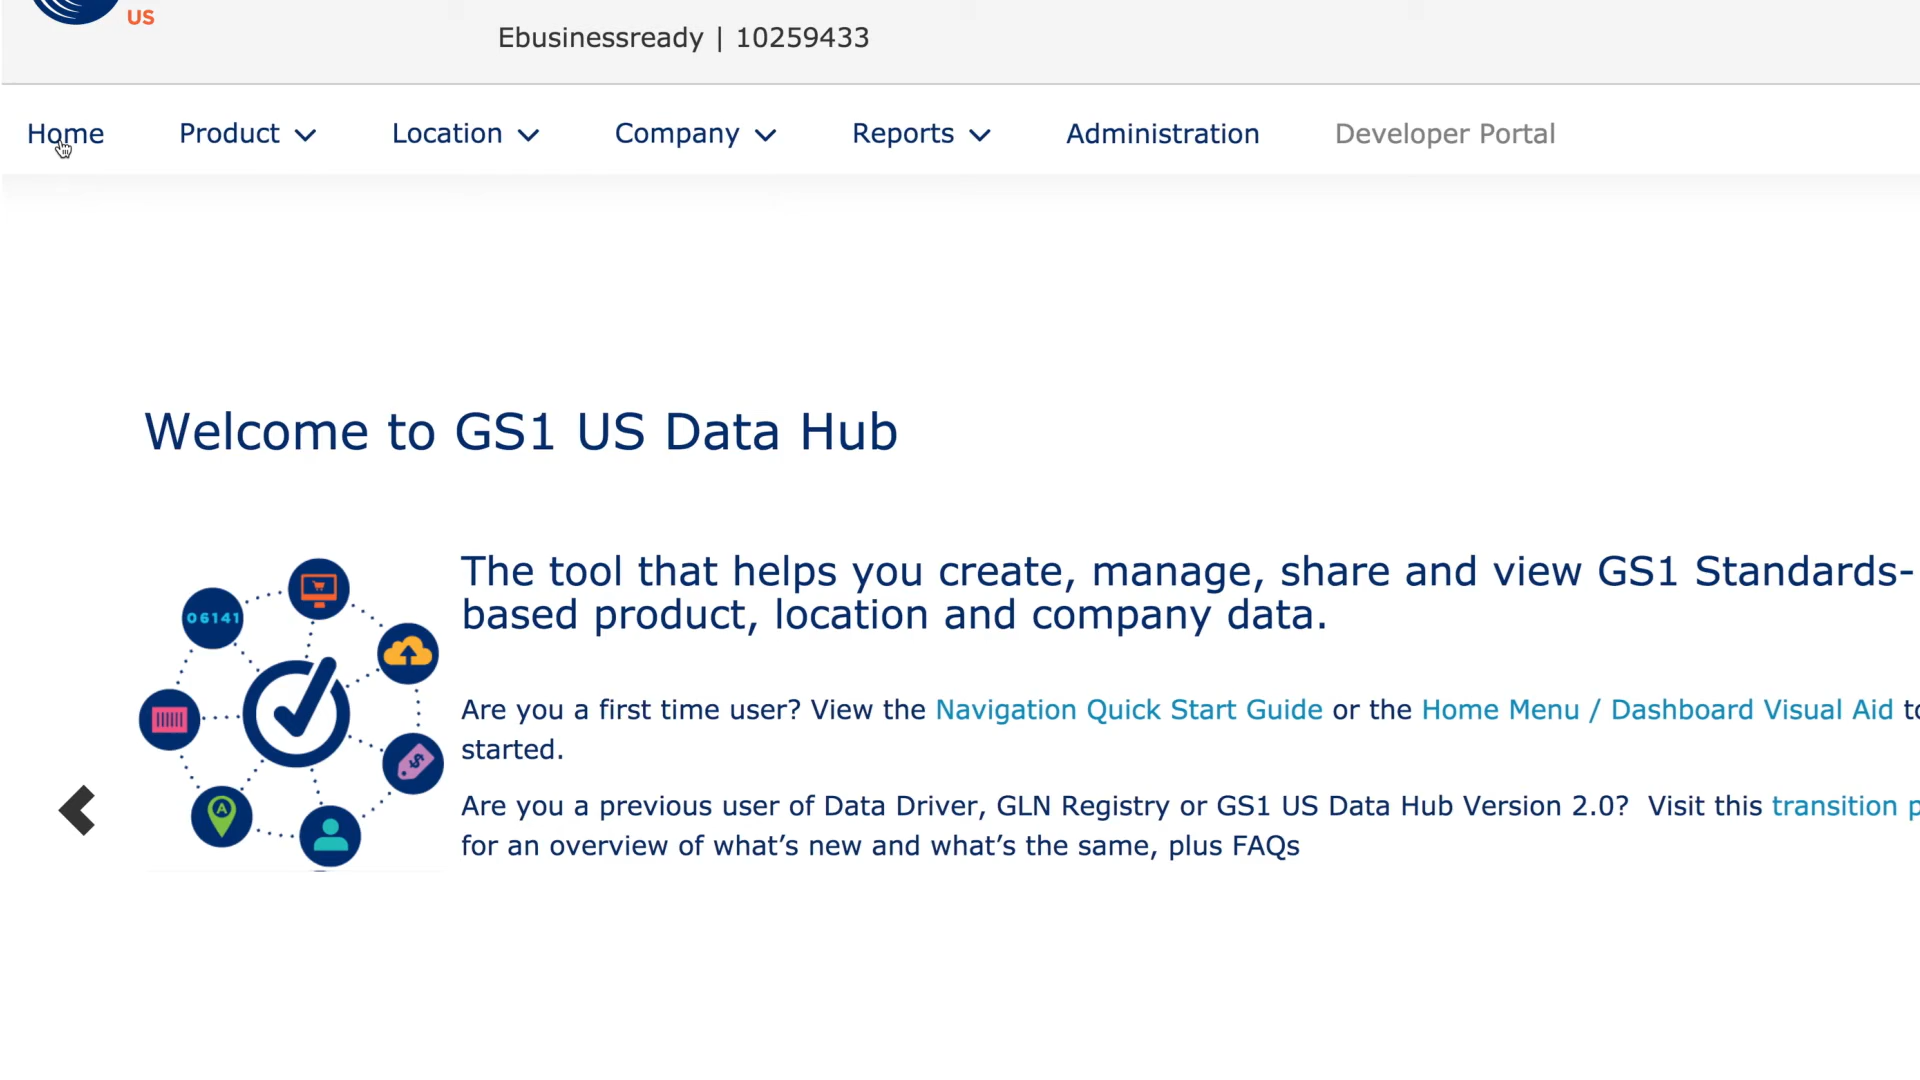 US
Ebusinessready | 10259433
Home Product Location Company Reports Administration Developer Portal
Welcome to GS1 US Data Hub
The tool that helps you create, manage, share and view GS1 Standards-
based product, location and company data.
06141
Are you a first time user? View the Navigation Quick Start Guide or the Home Menu / Dashboard Visual Aid
started.
Are you a previous user of Data Driver, GLN Registry or GS1 US Data Hub Version 2.0? Visit this transition
for an overview of what’s new and what’s the same, plus FAQs
A
$